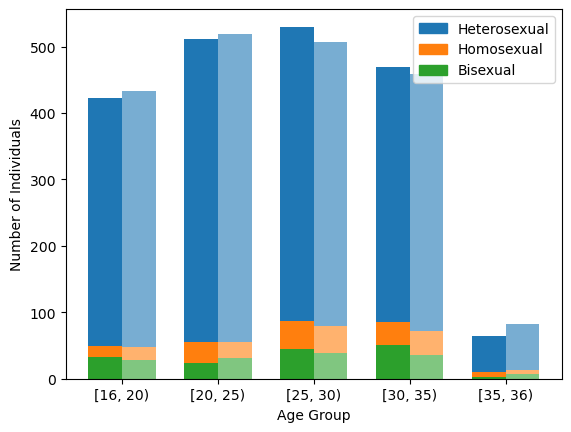 Heterosexual
Homosexual
Bisexual
Number of Individuals
500
400
300
200
100
0
[16, 20)
[20, 25)
[25, 30)
[30, 35)
[35, 36)
Age Group